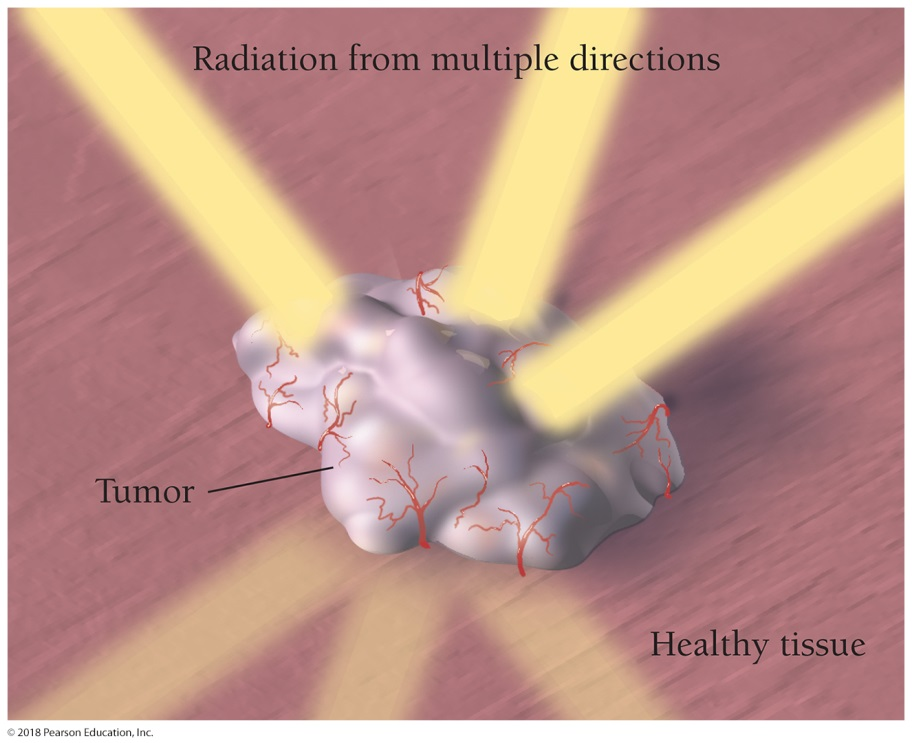 Radiation from multiple directions
Tumor
Healthy tissue
© 2018 Pearson Education, Inc.